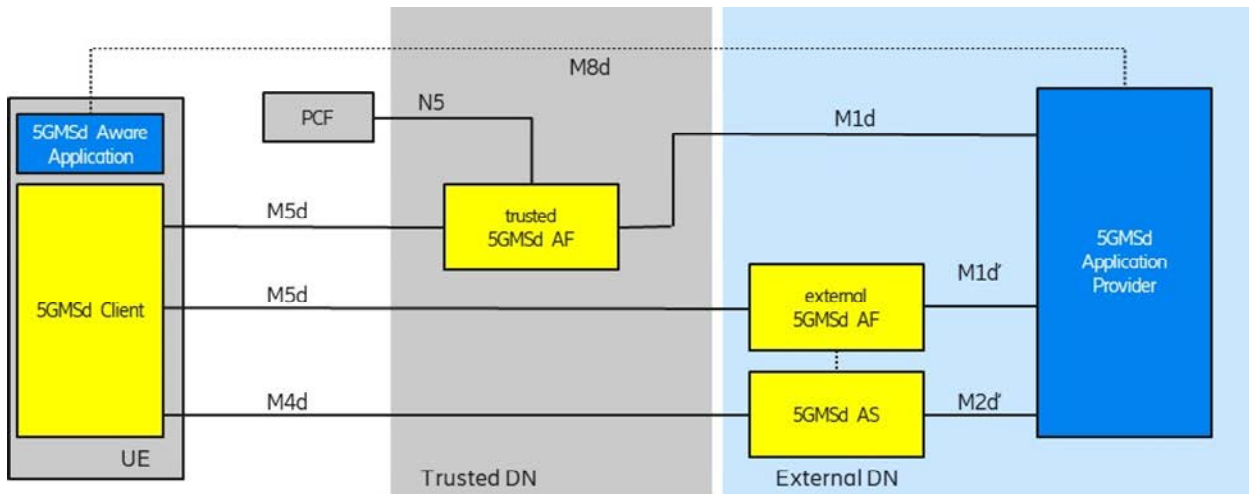 M8d
5GMSd Aware
Application
PCF
N5
M1d
M5d
trusted
5GMSd AF
5GMSd
Application
Provider
5GMSd Client
M5d
external
5GMSd AF
M1d'
M4d
5GMSd AS
M2d'
UE
Trusted DN
External DN